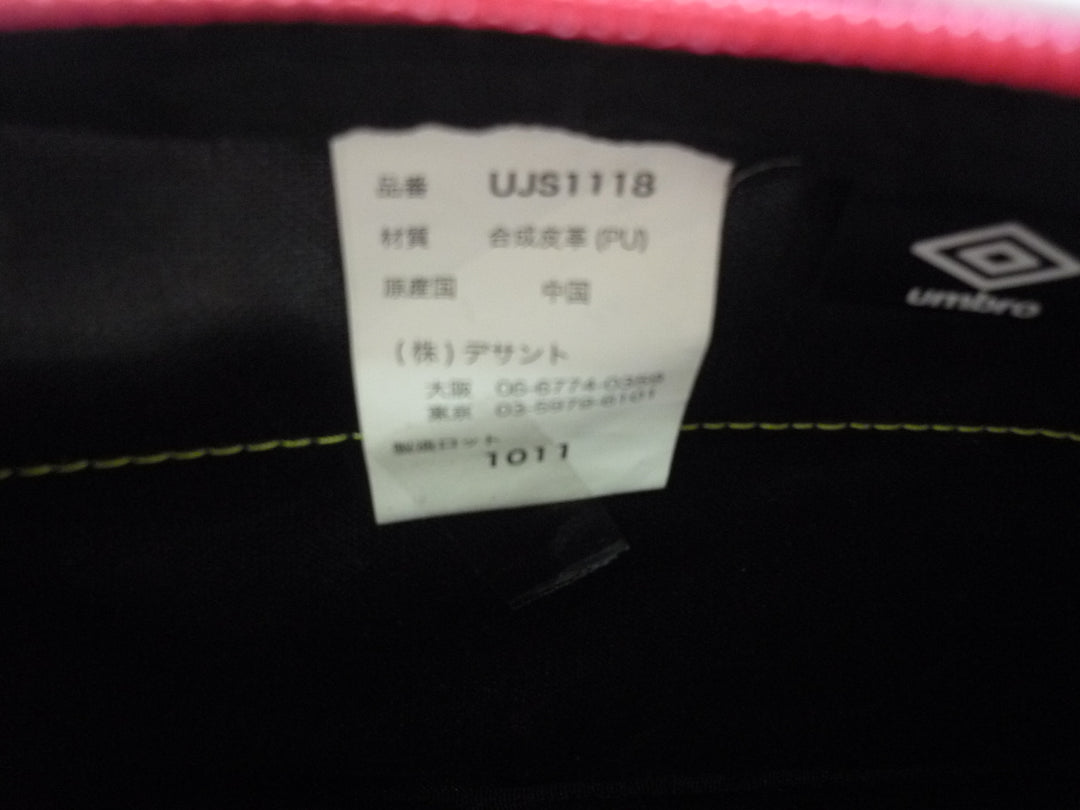 品番 UJS1118
材質 合成皮革 (PU)
原産国 中国
(株)デサント
大阪 06-6774-0358
東京 03-5979-6101
製造ロット
1011
umbro